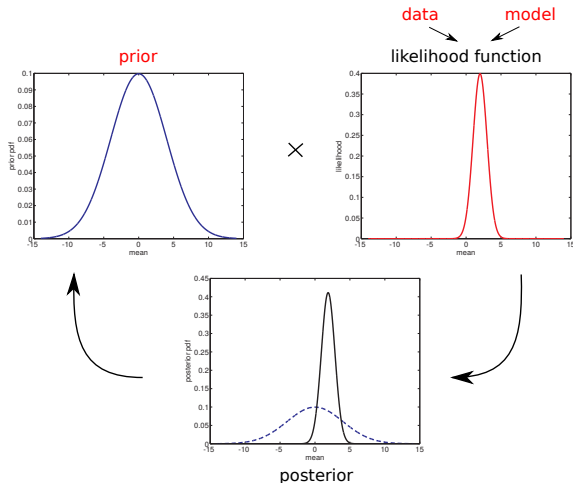 data model
prior
likelihood function
0.1
0.09
0.08
0.07
0.06
0.05
0.04
0.03
0.02
0.01
0
prior pdf
-15 -10 -5 0 5 10 15
mean
×
0.4
0.35
0.3
0.25
0.2
0.15
0.1
0.05
0
likelihood
-15 -10 -5 0 5 10 15
mean
0.45
0.4
0.35
0.3
0.25
0.2
0.15
0.1
0.05
0
posterior pdf
-15 -10 -5 0 5 10 15
mean
posterior